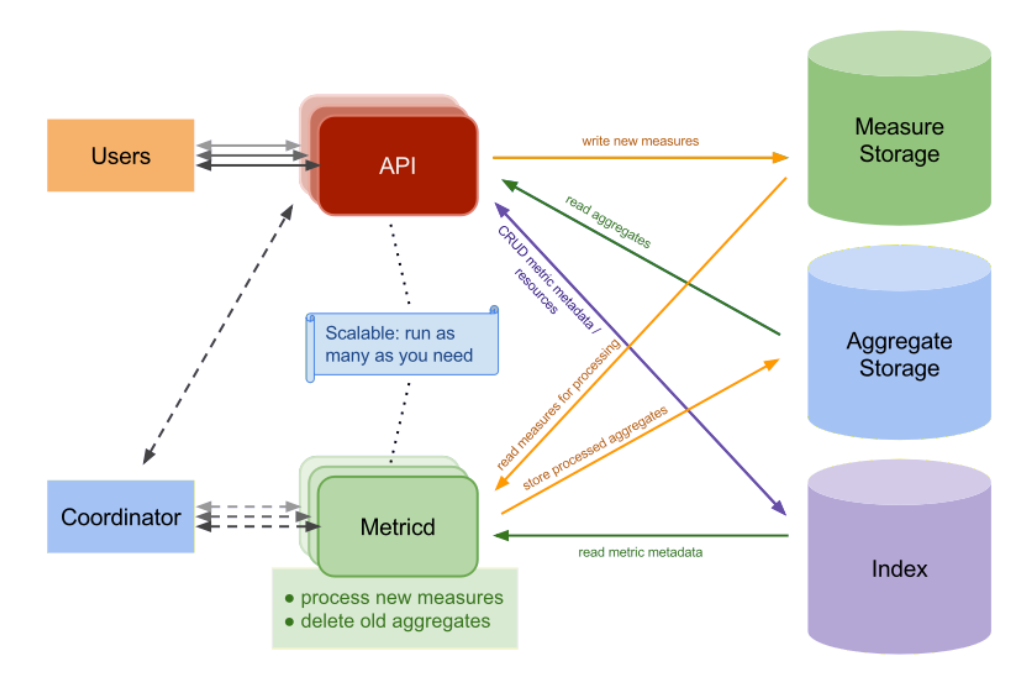 Users
API
write new measures
Measure
Storage
read aggregates
CRUD metric metadata /
resources
Scalable: run as
many as you need
Aggregate
Storage
read measures for processing
store processed aggregates
Coordinator
Metricd
read metric metadata
Index
● process new measures
● delete old aggregates